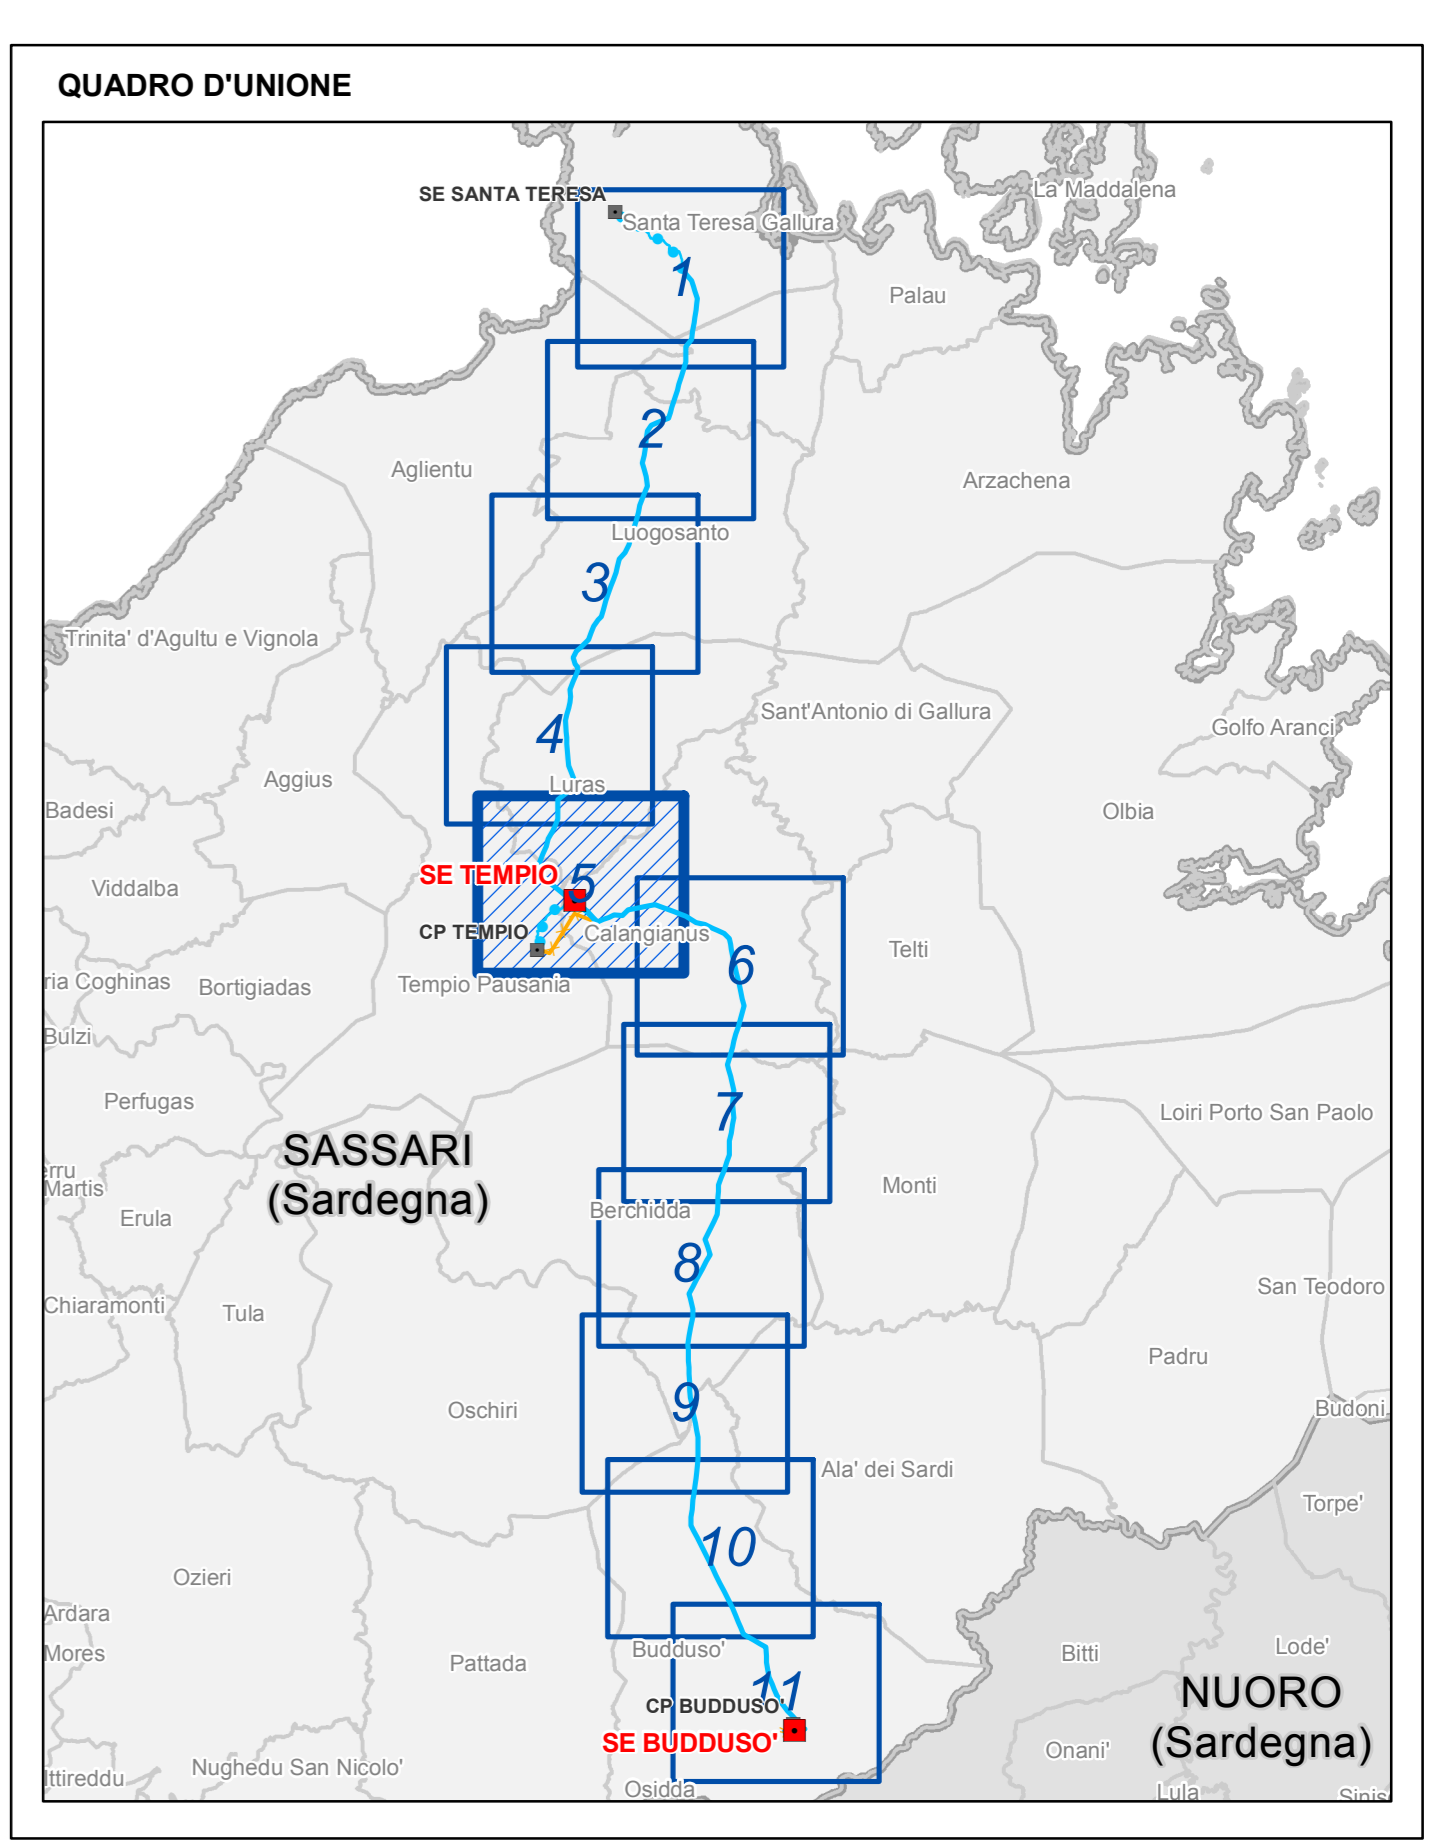 QUADRO D'UNIONE
SE SANTA TERESA
La Maddalena
Santa Teresa Gallura
1
Palau
2
Aglientu
Arzachena
Luogosanto
3
Trinita' d'Agultu e Vignola
Sant'Antonio di Gallura
Golfo Aranci
4
Aggius
Luras
Badesi
Olbia
SE TEMPIO
5
Viddalba
CP TEMPIO
Calangianus
Telti
6
ria Coghinas
Bortigiadas
Tempio Pausania
Bulzi
Perfugas
7
Loiri Porto San Paolo
SASSARI
(Sardegna)
erru
Martis
Monti
Erula
Berchidda
8
San Teodoro
Chiaramonti
Tula
Padru
9
Oschiri
Budoni
Ala' dei Sardi
Torpe'
10
Ozieri
Ardara
Mores
Budduso'
Bitti
Lode'
Pattada
11
NUORO
(Sardegna)
CP BUDDUSO'
SE BUDDUSO'
Onani'
Nughedu San Nicolo'
Ittireddu
Osidda
Lula
Sinis